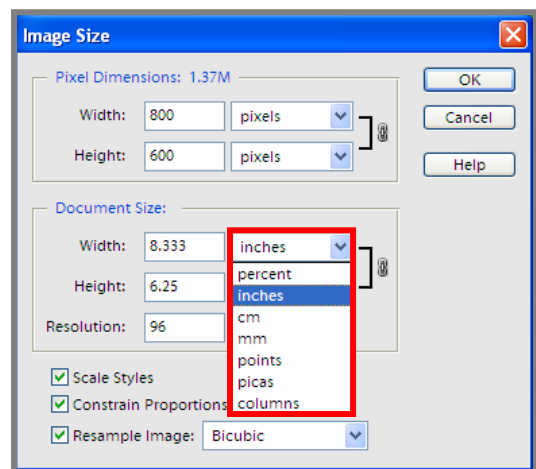 Image Size
Pixel Dimensions: 1.37M
OK
Width: 800 pixels
Cancel
Height: 600 pixels
Help
Document Size:
Width: 8.333 inches
percent
Height: 6.25
inches
cm
Resolution: 96
mm
points
Scale Styles
picas
Constrain Proportions
columns
Resample Image: Bicubic